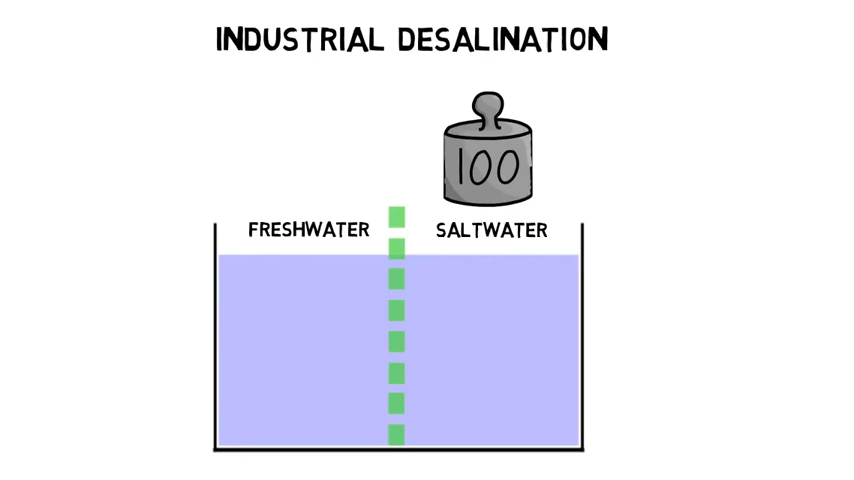 INDUSTRIAL DESALINATION
100
FRESHWATER
SALTWATER